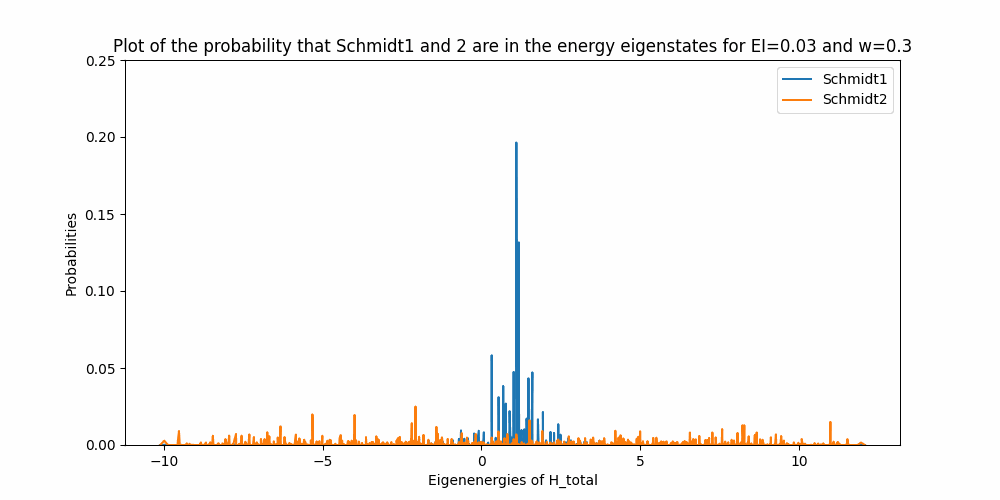 Plot of the probability that Schmidt1 and 2 are in the energy eigenstates for EI=0.03 and w=0.3
0.25
Schmidt1
Schmidt2
0.20
0.15
Probabilities
0.10
0.05
0.00
−10
−5
0
5
10
Eigenenergies of H_total